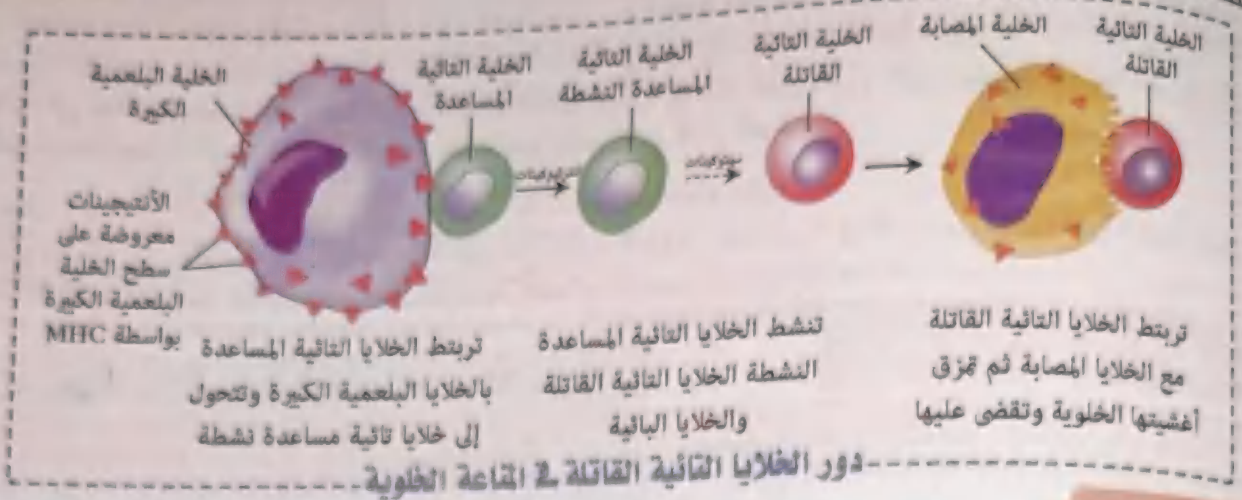 الخلية التائية
القاتلة
الخلية المصابة
الخلية التائية
القاتلة
الخلية التائية
المساعدة النشطة
الخلية التائية
المساعدة
الخلية البلعمية
الكبيرة
سيتوكينات
الأنتيجينات
معروضة على
سطح الخلية
البلعمية الكبيرة
بواسطة MHC
تربتط الخلايا التائية المساعدة
بالخلايا البلعمية الكبيرة وتتحول
إلى خلايا تائية مساعدة نشطة
تنشط الخلايا التائية المساعدة
النشطة الخلايا التائية القاتلة
والخلايا البائية
تربتط الخلايا التائية القاتلة
مع الخلايا المصابة ثم تمزق
أغشيتها الخلوية وتقضى عليها
دور الخلايا التائية القاتلة في المناعة الخلوية